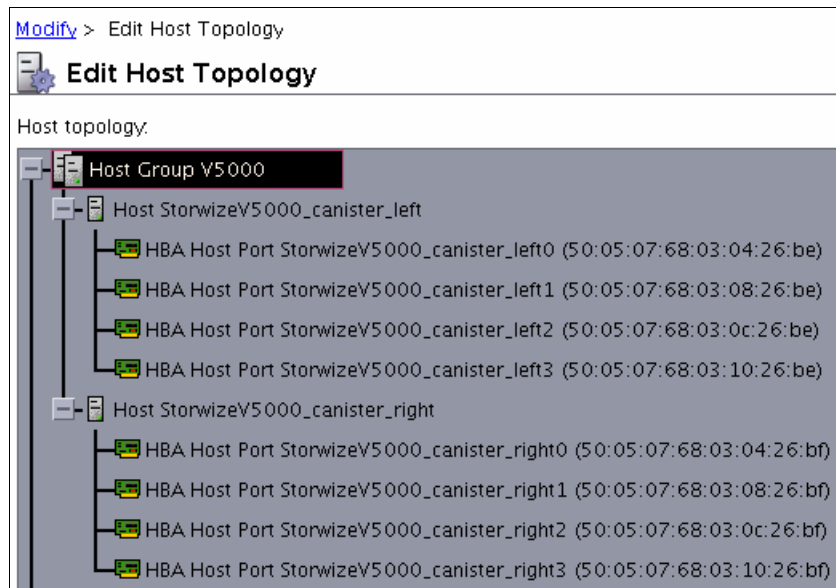 Modify > Edit Host Topology
Edit Host Topology
Host topology:
Host Group V5000
Host StorwizeV5000_canister_left
HBA Host Port StorwizeV5000_canister_left0 (50:05:07:68:03:04:26:be)
HBA Host Port StorwizeV5000_canister_left1 (50:05:07:68:03:08:26:be)
HBA Host Port StorwizeV5000_canister_left2 (50:05:07:68:03:0c:26:be)
HBA Host Port StorwizeV5000_canister_left3 (50:05:07:68:03:10:26:be)
Host StorwizeV5000_canister_right
HBA Host Port StorwizeV5000_canister_right0 (50:05:07:68:03:04:26:bf)
HBA Host Port StorwizeV5000_canister_right1 (50:05:07:68:03:08:26:bf)
HBA Host Port StorwizeV5000_canister_right2 (50:05:07:68:03:0c:26:bf)
HBA Host Port StorwizeV5000_canister_right3 (50:05:07:68:03:10:26:bf)